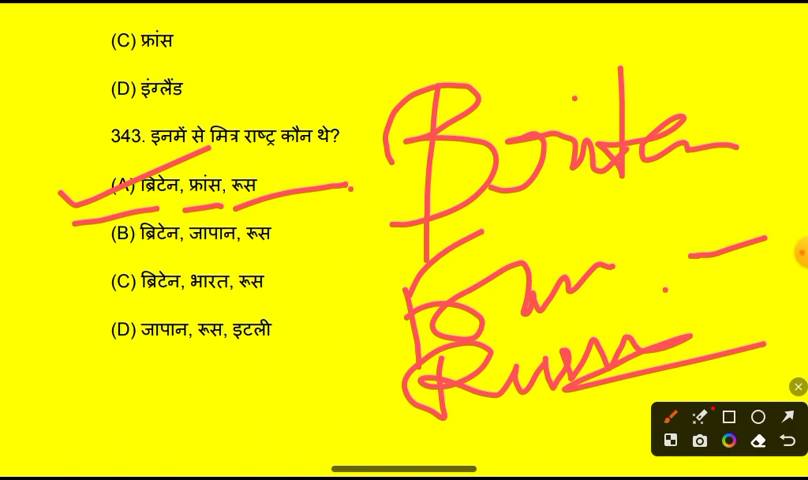 (C) फ्रांस
(D) इंग्लैंड
343. इनमें से मित्र राष्ट्र कौन थे?
(A) ब्रिटेन, फ्रांस, रूस
(B) ब्रिटेन, जापान, रूस
(C) ब्रिटेन, भारत, रूस
(D) जापान, रूस, इटली